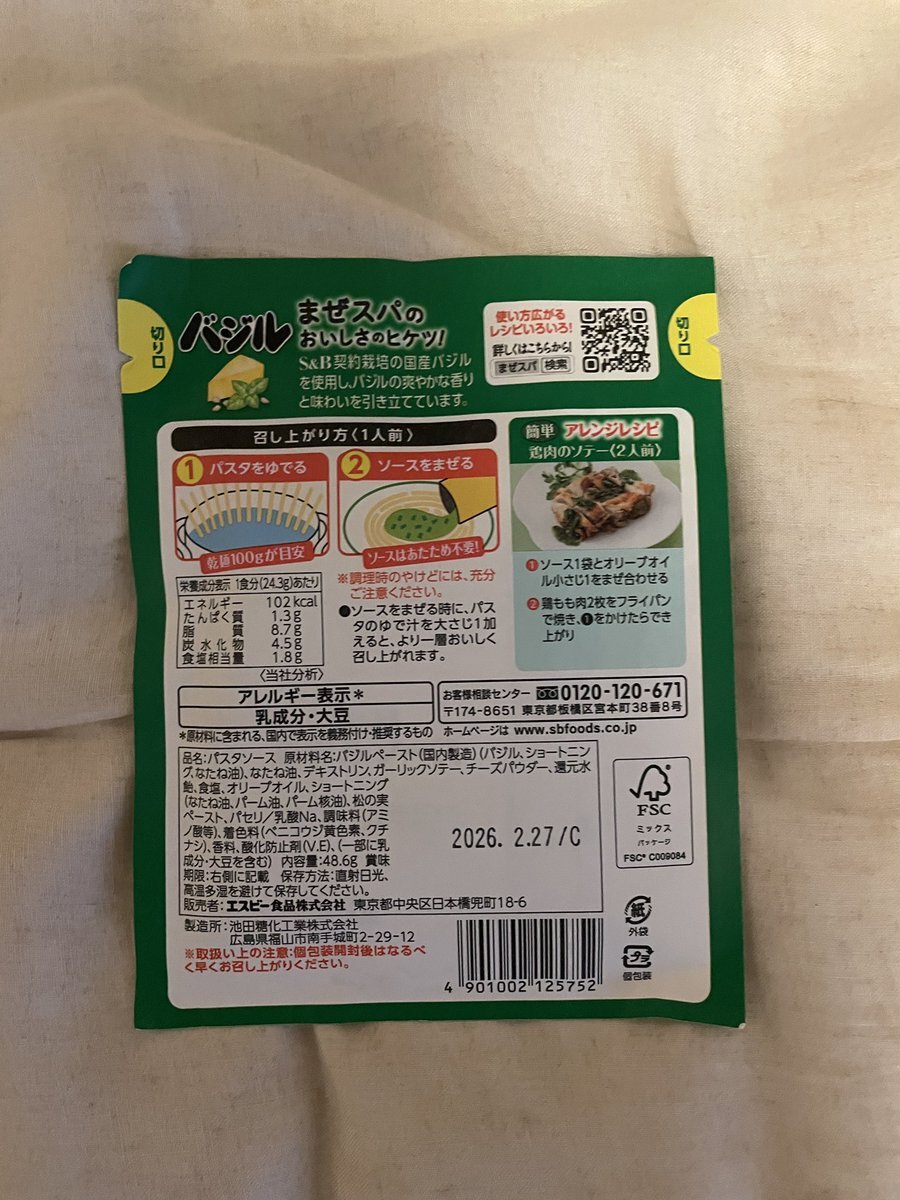 切り口
バジル
まぜスパの
おいしさのヒケツ!
S&B契約栽培の国産バジル
を使用し、バジルの爽やかな香り
と味わいを引き立てています。
使い方広がる
レシピいろいろ!
詳しくはこちらから!
まぜスパ 検索
切り口
召し上がり方〈1人前〉
1 パスタをゆでる
乾麺100gが目安
2 ソースをまぜる
ソースはあたため不要!
※調理時のやけどには、充分
ご注意ください。
●ソースをまぜる時に、パス
タのゆで汁を大さじ1加
えると、より一層おいしく
召し上がれます。
栄養成分表示 1食分(24.3g)あたり
エネルギー 102kcal
たんぱく質 1.3g
脂質 8.7g
炭水化物 4.5g
食塩相当量 1.8g
〈当社分析〉
簡単 アレンジレシピ
鶏肉のソテー〈2人前〉
1 ソース1袋とオリーブオイ
ル小さじ1をまぜ合わせる
2 鶏もも肉2枚をフライパン
で焼き、1をかけたらでき
上がり
アレルギー表示*
乳成分・大豆
*原材料に含まれる、国内で表示を義務付け・推奨するもの
お客様相談センター 0120-120-671
〒174-8651 東京都板橋区宮本町38番8号
ホームページは www.sbfoods.co.jp
品名:パスタソース 原材料名:バジルペースト(国内製造)(バジル、ショートニン
グ、なたね油)、なたね油、デキストリン、ガーリックソテー、チーズパウダー、還元水
飴、食塩、オリーブオイル、ショートニング
(なたね油、パーム油、パーム核油)、松の実
ペースト、パセリ/乳酸Na、調味料(アミ
ノ酸等)、着色料(ベニコウジ黄色素、クチ
ナシ)、香料、酸化防止剤(V.E)、(一部に乳
成分・大豆を含む) 内容量:48.6g 賞味
期限:右側に記載 保存方法:直射日光、
高温多湿を避けて保存してください。
販売者:エスビー食品株式会社 東京都中央区日本橋兜町18-6
2026. 2.27/C
FSC
ミックス
パッケージ
FSC® C009084
製造所:池田糖化工業株式会社
広島県福山市南手城町2-29-12
※取扱い上の注意:個包装開封後はなるべ
く早くお召し上がりください。
4 901002 125752
紙
外袋
プラ
個包装